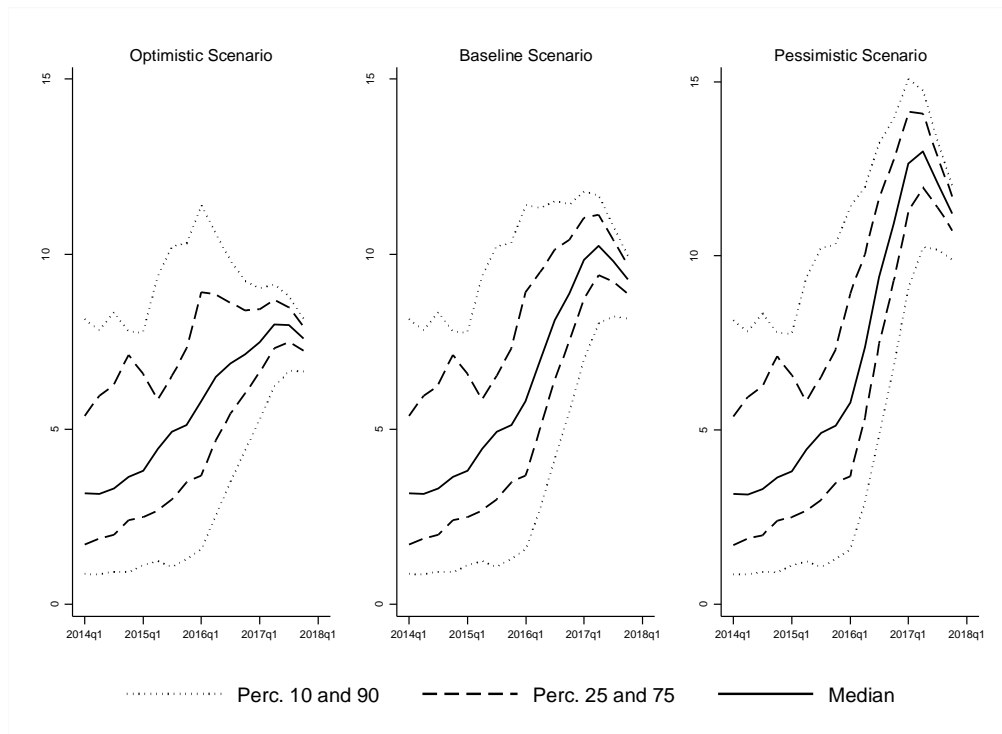 Optimistic Scenario
Baseline Scenario
Pessimistic Scenario
15
10
5
0
2014q1 2015q1 2016q1 2017q1 2018q1
15
10
5
0
2014q1 2015q1 2016q1 2017q1 2018q1
15
10
5
0
2014q1 2015q1 2016q1 2017q1 2018q1
Perc. 10 and 90 Perc. 25 and 75 Median